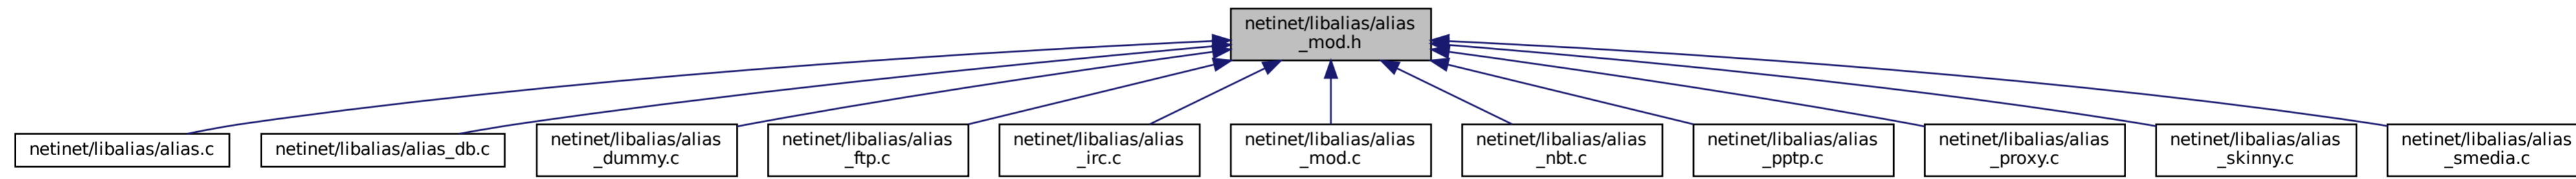 netinet/libalias/alias
_mod.h
netinet/libalias/alias.c
netinet/libalias/alias_db.c
netinet/libalias/alias
_dummy.c
netinet/libalias/alias
_ftp.c
netinet/libalias/alias
_irc.c
netinet/libalias/alias
_mod.c
netinet/libalias/alias
_nbt.c
netinet/libalias/alias
_pptp.c
netinet/libalias/alias
_proxy.c
netinet/libalias/alias
_skinny.c
netinet/libalias/alias
_smedia.c